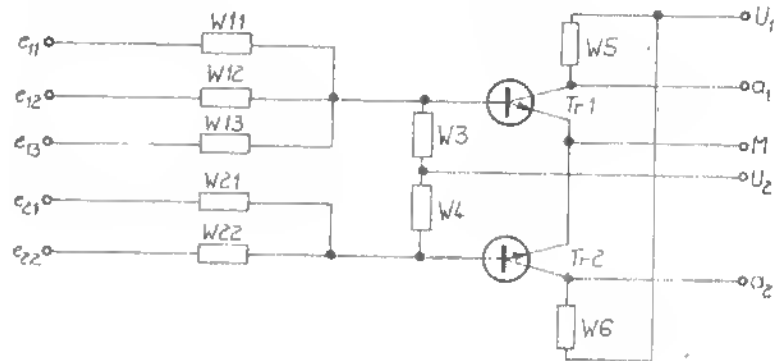 W11
U₁
e₁₁
W5
W12
a₁
e₁₂
Tr1
W13
W3
M
e₁₃
W21
U₂
e₂₁
W4
W22
Tr2
e₂₂
a₂
W6